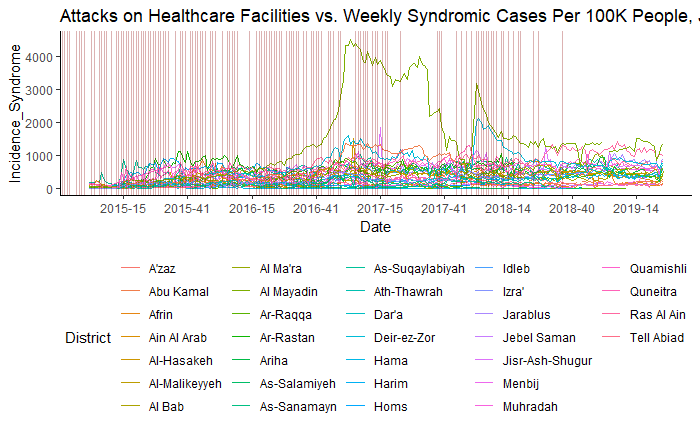 Attacks on Healthcare Facilities vs. Weekly Syndromic Cases Per 100K People,
Incidence_Syndrome
4000
3000
2000
1000
0
2015-15 2015-41 2016-15 2016-41 2017-15 2017-41 2018-14 2018-40 2019-14
Date
District
A'zaz Al Ma'ra As-Suqaylabiyah Idleb Quamishli
Abu Kamal Al Mayadin Ath-Thawrah Izra' Quneitra
Afrin Ar-Raqqa Dar'a Jarablus Ras Al Ain
Ain Al Arab Ar-Rastan Deir-ez-Zor Jebel Saman Tell Abiad
Al-Hasakeh Ariha Hama Jisr-Ash-Shugur
Al-Malikeyyeh As-Salamiyeh Harim Menbij
Al Bab As-Sanamayn Homs Muhradah